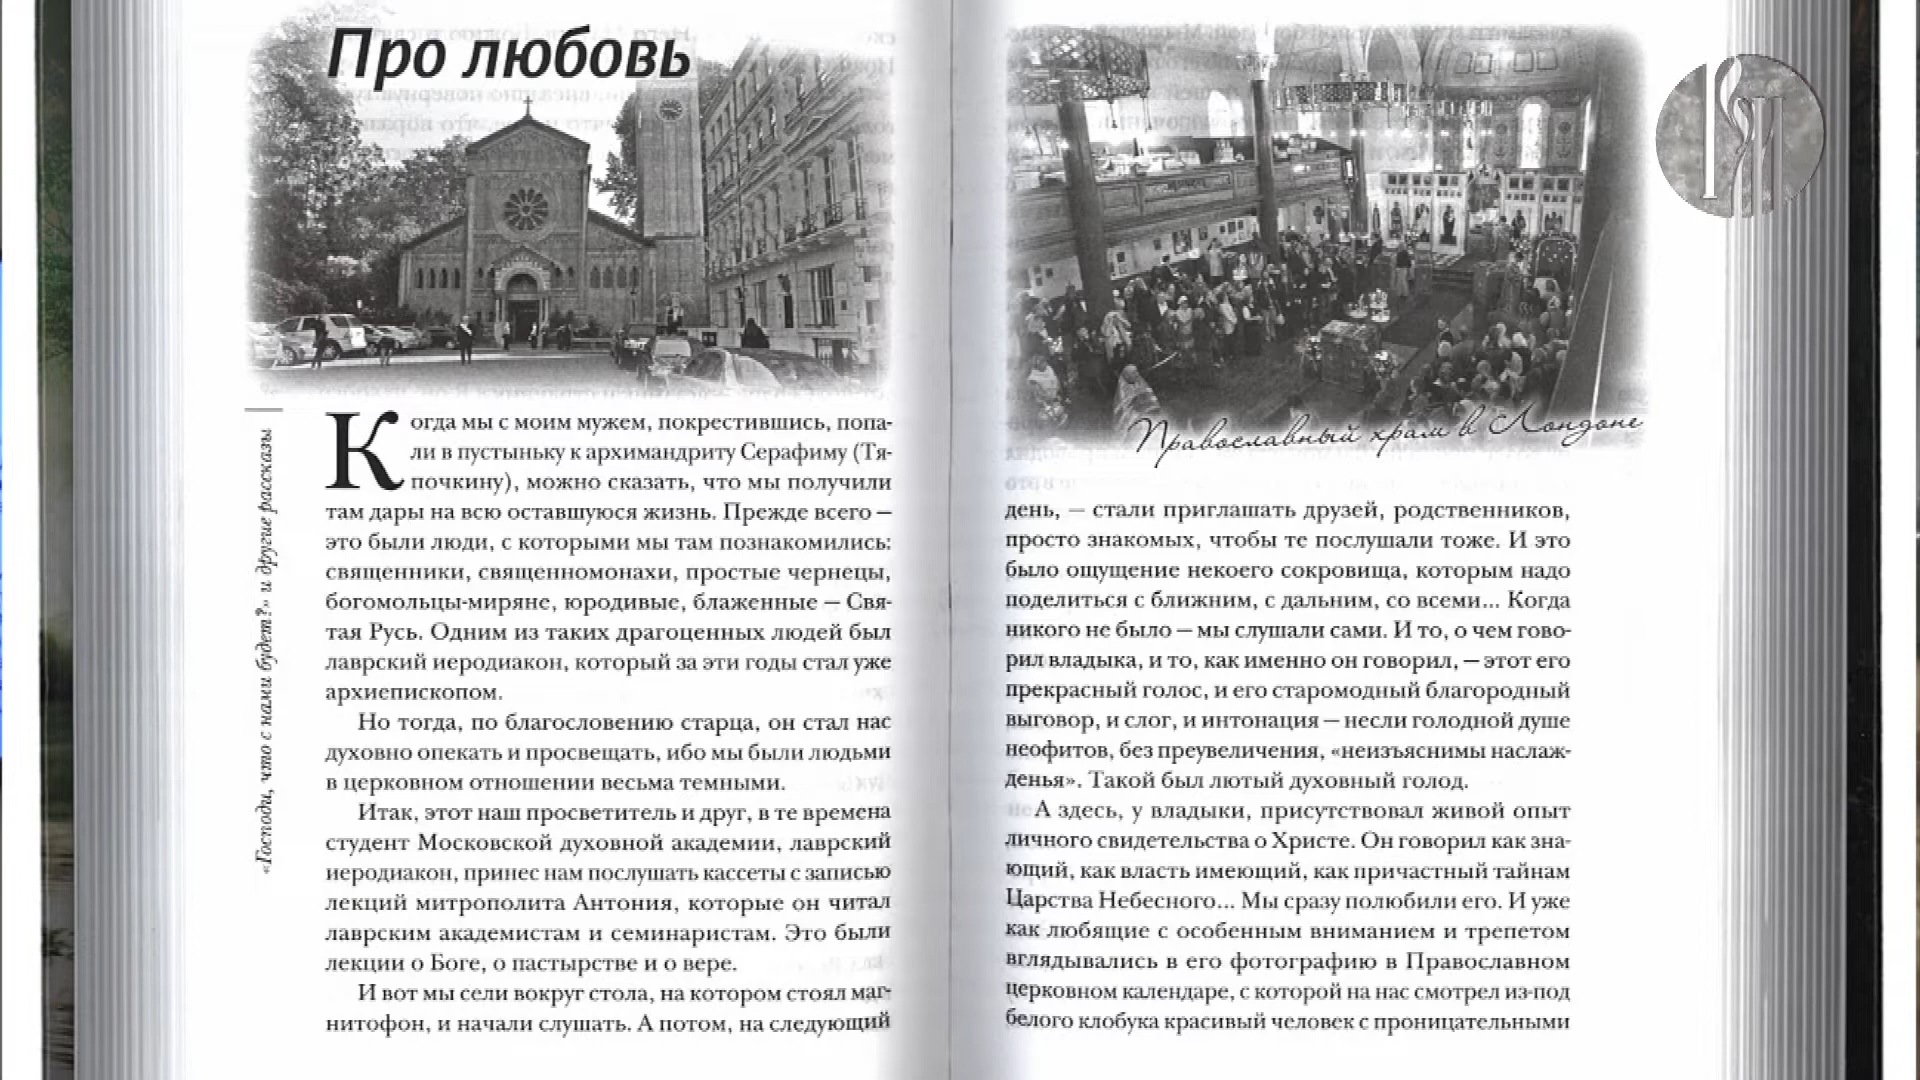 Про любовь
Когда мы с моим мужем, покрестившись, попа-
ли в пустыньку к архимандриту Серафиму (Тя-
почкину), можно сказать, что мы получили
там дары на всю оставшуюся жизнь. Прежде всего —
это были люди, с которыми мы там познакомились:
священники, священномонахи, простые чернецы,
богомольцы-миряне, юродивые, блаженные — Свя-
тая Русь. Одним из таких драгоценных людей был
лаврский иеродиакон, который за эти годы стал уже
архиепископом.
Но тогда, по благословению старца, он стал нас
духовно опекать и просвещать, ибо мы были людьми
в церковном отношении весьма темными.
Итак, этот наш просветитель и друг, в те времена
студент Московской духовной академии, лаврский
иеродиакон, принес нам послушать кассеты с записью
лекций митрополита Антония, которые он читал
лаврским академистам и семинаристам. Это были
лекции о Боге, о пастырстве и о вере.
И вот мы сели вокруг стола, на котором стоял маг-
нитофон, и начали слушать. А потом, на следующий
«Господи, что с нами будет?» и другие рассказы
Православный храм в Лондоне
день, — стали приглашать друзей, родственников,
просто знакомых, чтобы те послушали тоже. И это
было ощущение некоего сокровища, которым надо
поделиться с ближним, с дальним, со всеми... Когда
никого не было — мы слушали сами. И то, о чем гово-
рил владыка, и то, как именно он говорил, — этот его
прекрасный голос, и его старомодный благородный
выговор, и слог, и интонация — несли голодной душе
неофитов, без преувеличения, «неизъяснимы наслаж-
денья». Такой был лютый духовный голод.
А здесь, у владыки, присутствовал живой опыт
личного свидетельства о Христе. Он говорил как зна-
ющий, как власть имеющий, как причастный тайнам
Царства Небесного... Мы сразу полюбили его. И уже
как любящие с особенным вниманием и трепетом
вглядывались в его фотографию в Православном
церковном календаре, с которой на нас смотрел из-под
белого клобука красивый человек с проницательными